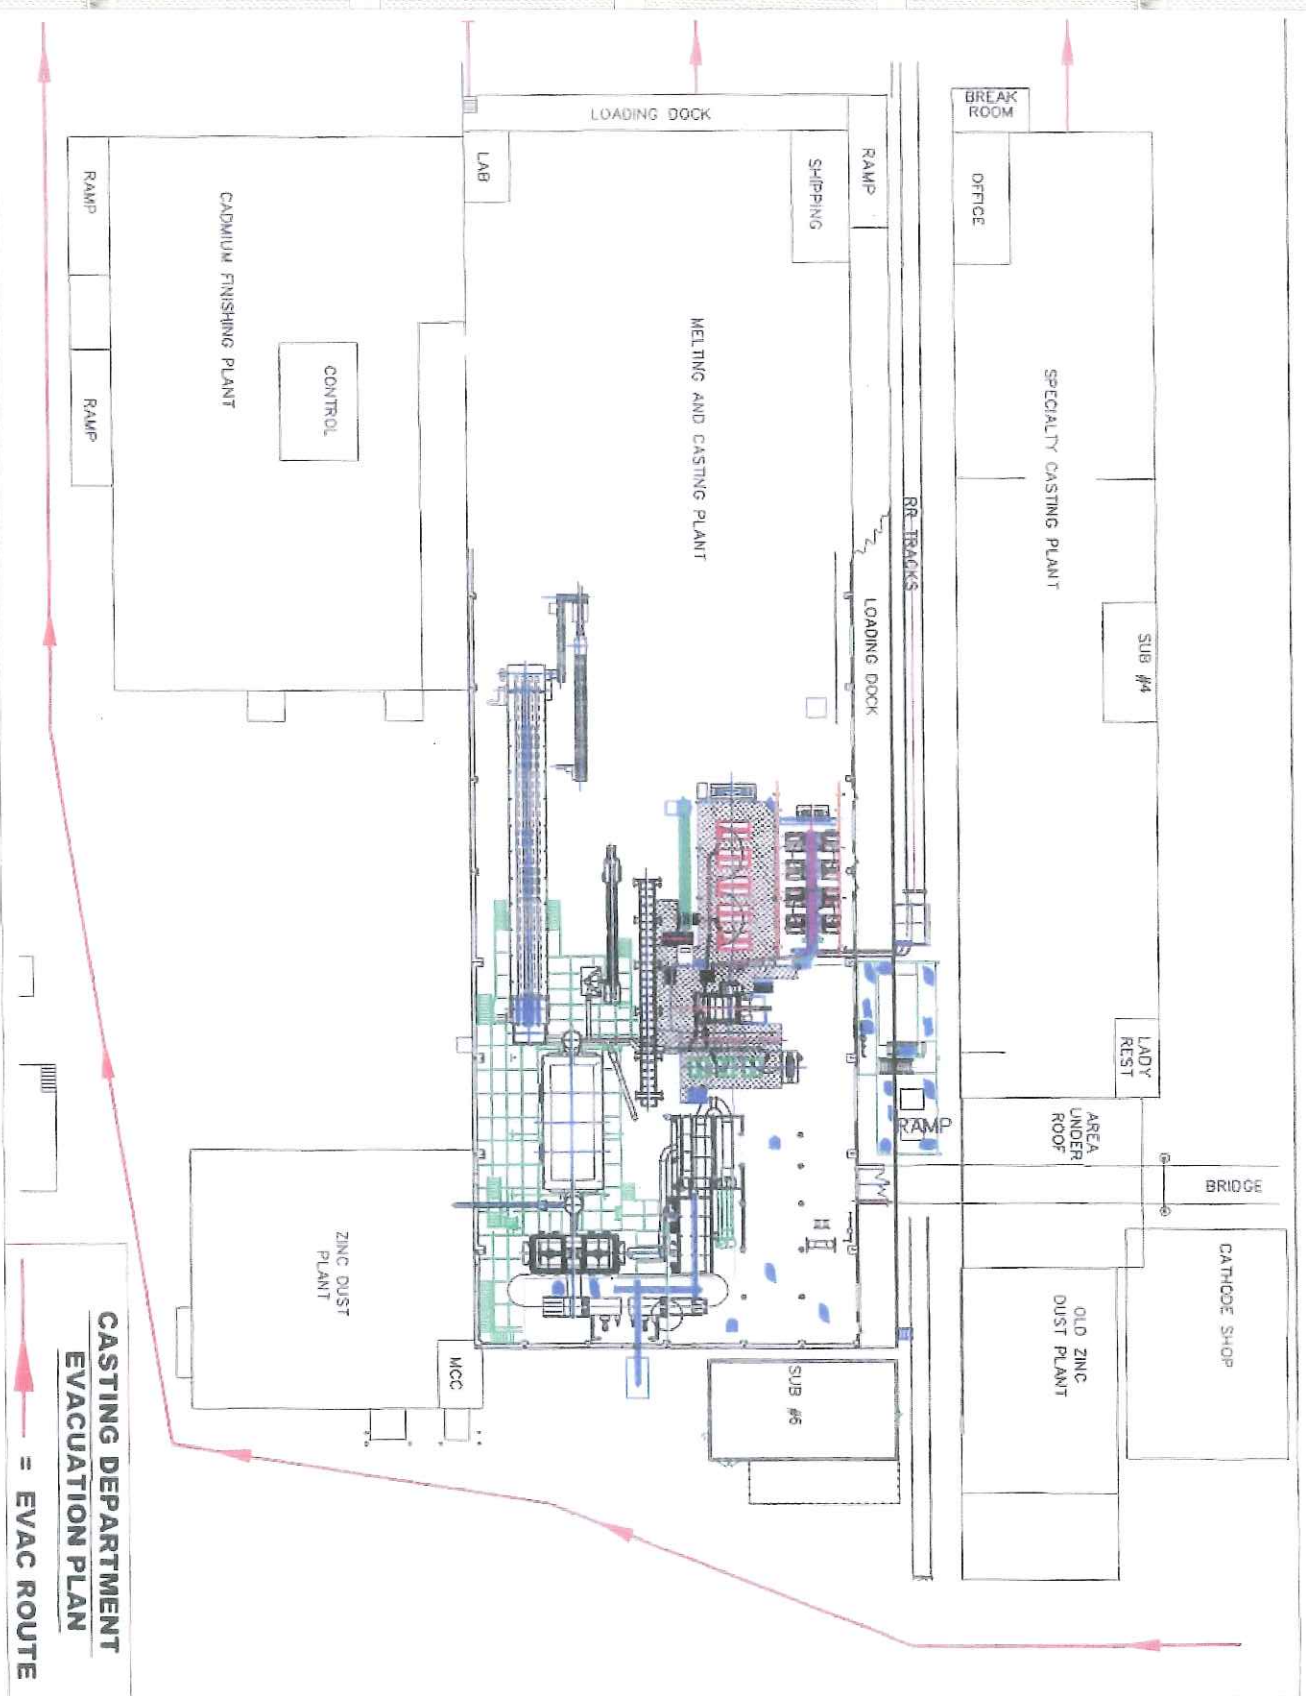 LOADING DOCK
BREAK
ROOM
RAMP
LAB
SHIPPING
RAMP
OFFICE
CADMIUM FINISHING PLANT
CONTROL
RAMP
MELTING AND CASTING PLANT
SPECIALTY CASTING PLANT
RR TRACKS
LOADING DOCK
SUB #4
LADY
REST
RAMP
AREA
UNDER
ROOF
BRIDGE
ZINC DUST
PLANT
CATHODE SHOP
OLD ZINC
DUST PLANT
MCC
SUB #6
CASTING DEPARTMENT
EVACUATION PLAN
= EVAC ROUTE